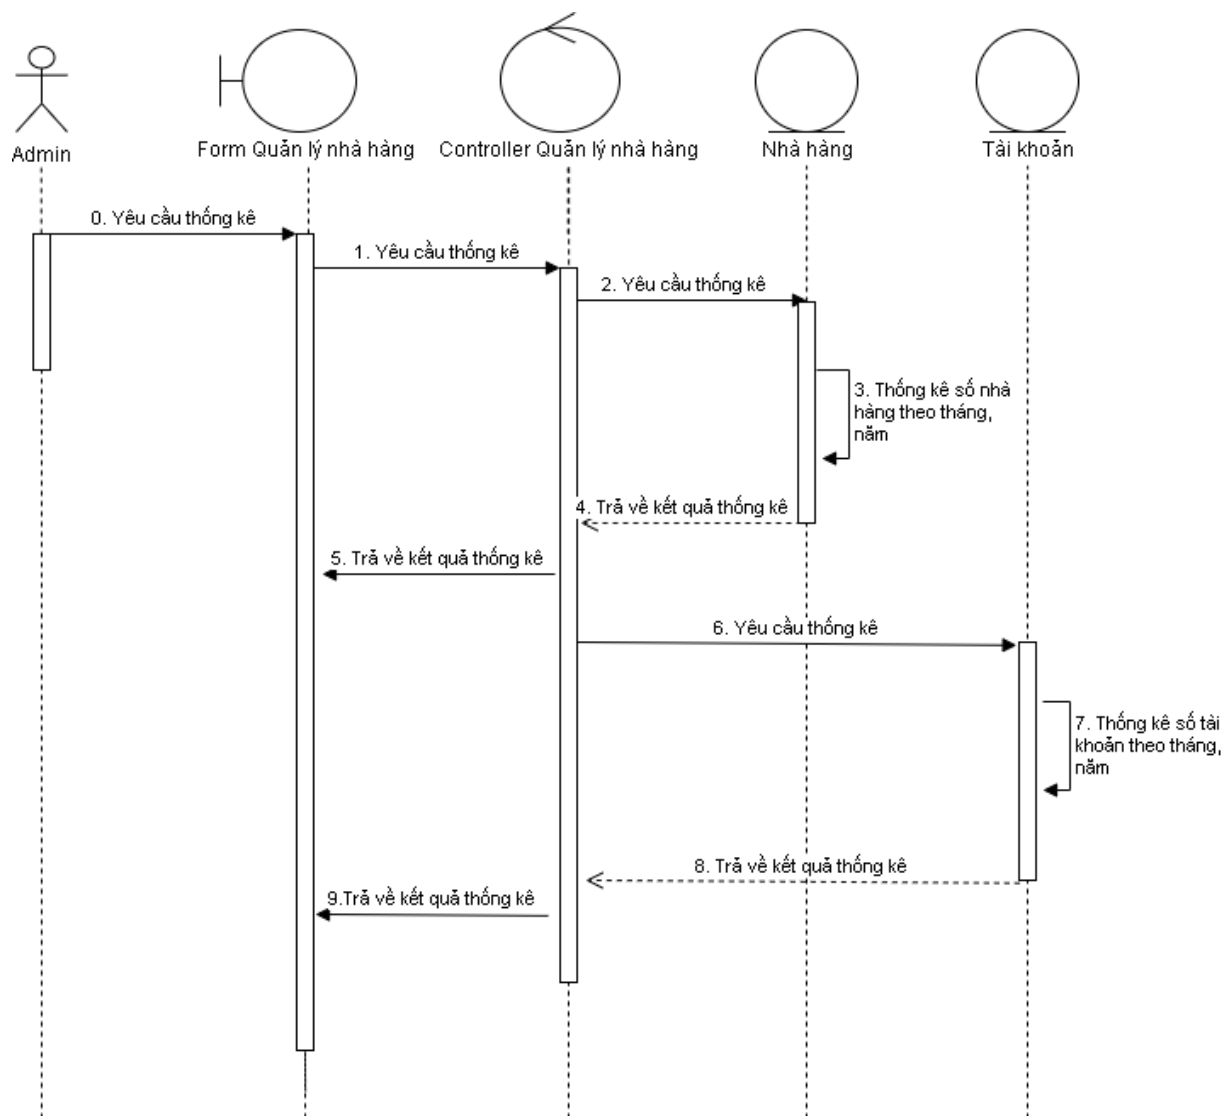 Admin
Form Quản lý nhà hàng
Controller Quản lý nhà hàng
Nhà hàng
Tài khoản
0. Yêu cầu thống kê
1. Yêu cầu thống kê
2. Yêu cầu thống kê
3. Thống kê số nhà
hàng theo tháng,
năm
4. Trả về kết quả thống kê
5. Trả về kết quả thống kê
6. Yêu cầu thống kê
7. Thống kê số tài
khoản theo tháng,
năm
8. Trả về kết quả thống kê
9.Trả về kết quả thống kê